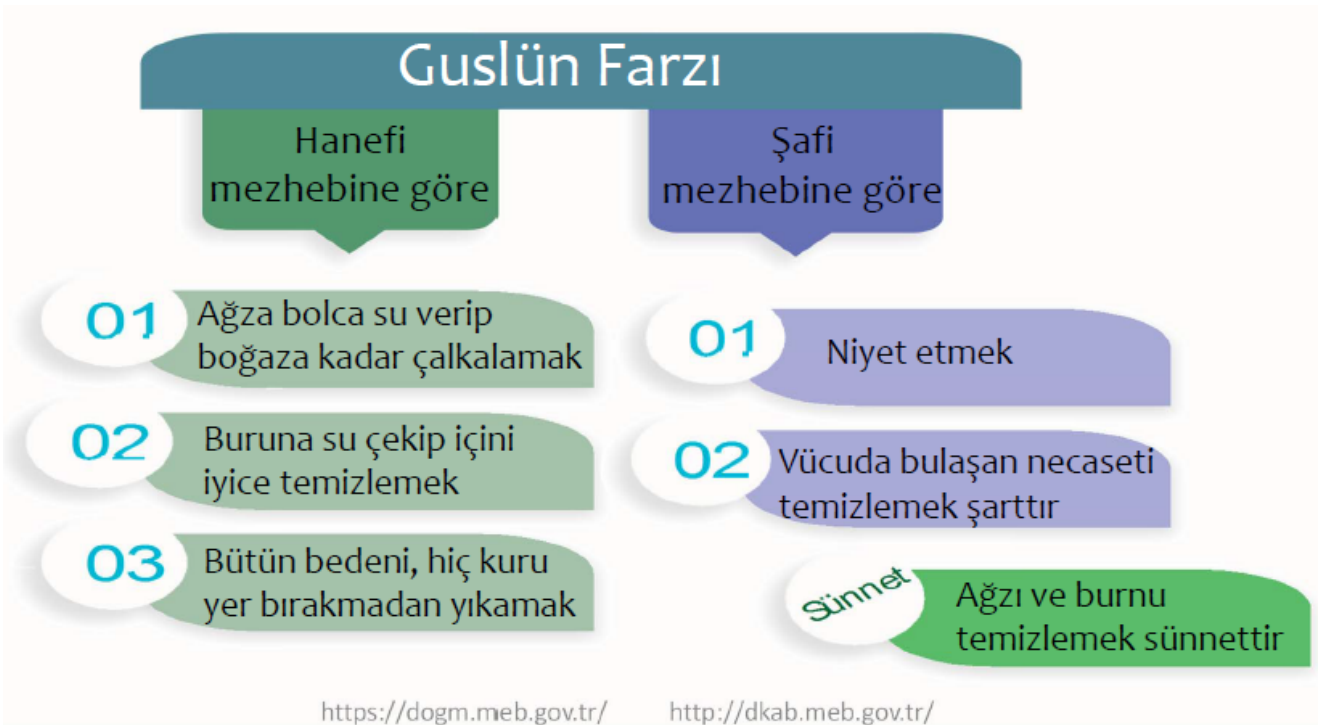 Guslün Farzı
Hanefi
mezhebine göre
01
Ağza bolca su verip
boğaza kadar çalkalamak
02
Buruna su çekip içini
iyice temizlemek
03
Bütün bedeni, hiç kuru
yer bırakmadan yıkamak
Şafi
mezhebine göre
01
Niyet etmek
02
Vücuda bulaşan necaseti
temizlemek şarttır
Sünnet
Ağzı ve burnu
temizlemek sünnettir
https://dogm.meb.gov.tr/
http://dkab.meb.gov.tr/